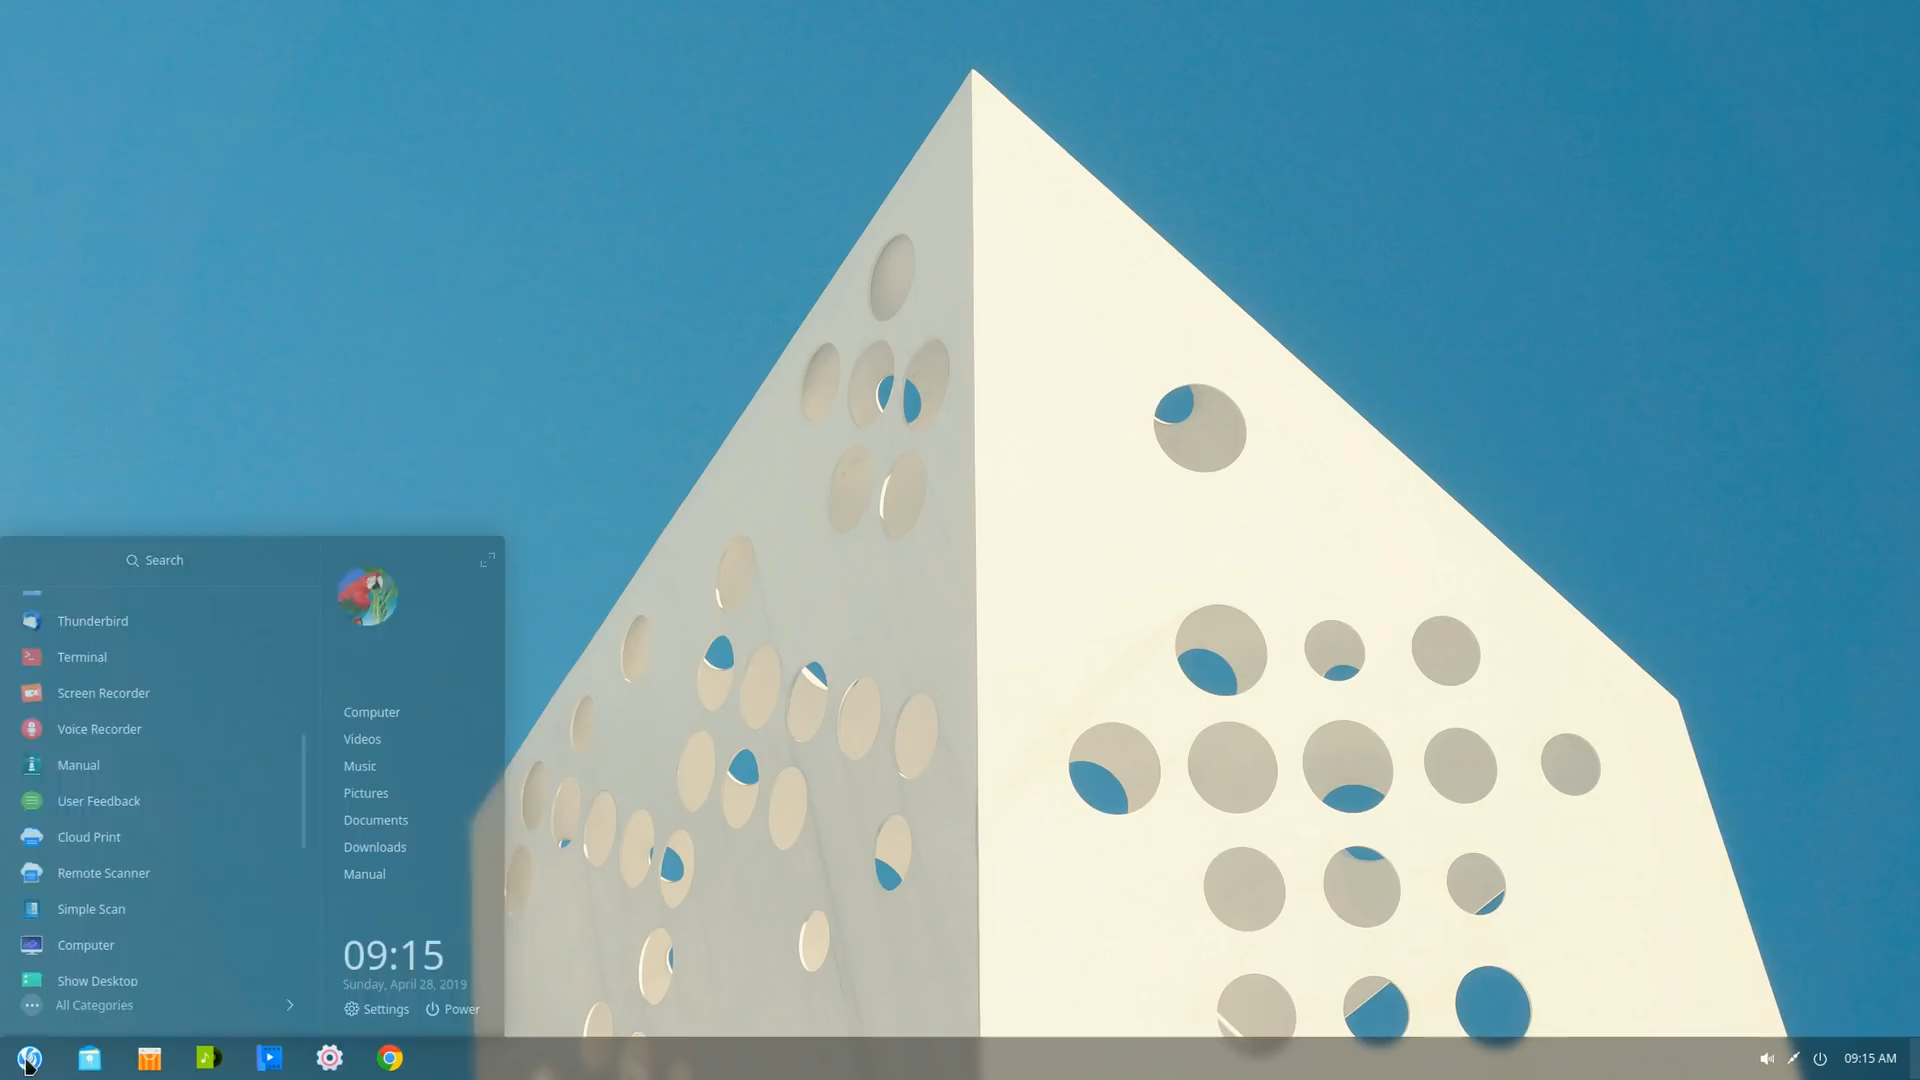 Search
Thunderbird
Terminal
Screen Recorder
Voice Recorder
Manual
User Feedback
Cloud Print
Remote Scanner
Simple Scan
Computer
Show Desktop
All Categories
Computer
Videos
Music
Pictures
Documents
Downloads
Manual
09:15
Sunday, April 28, 2019
Settings
Power
09:15 AM